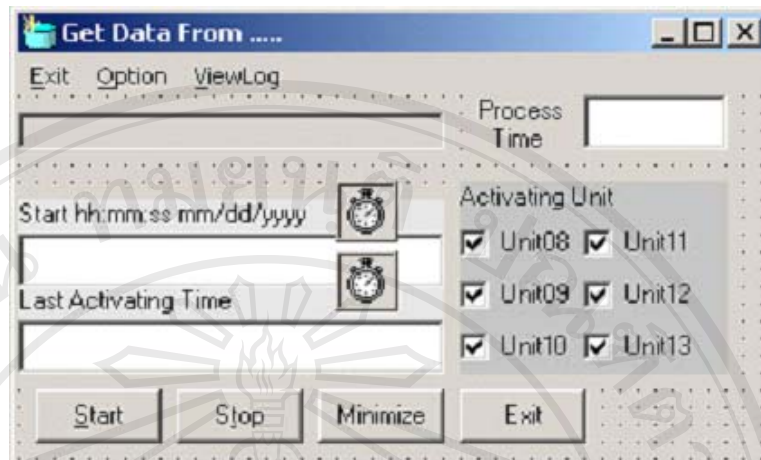 Get Data From .....
Exit Option ViewLog
Process
Time
Start hh:mm:ss mm/dd/yyyy
Last Activating Time
Activating Unit
Unit08 Unit11
Unit09 Unit12
Unit10 Unit13
Start Stop Minimize Exit